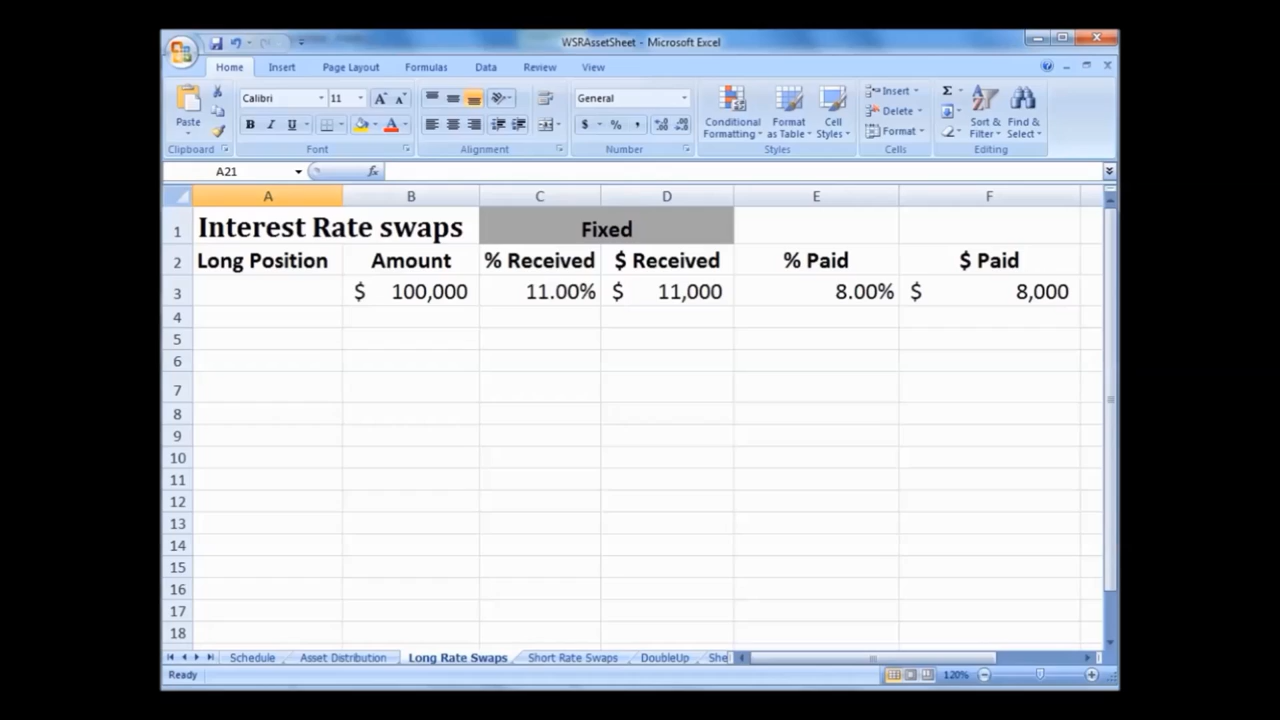 WSRAssetSheet - Microsoft Excel
Home Insert Page Layout Formulas Data Review View
Calibri 11 A A General Insert Σ
Paste B I U A $ % , Conditional Formatting Format as Table Cell Styles Delete Format Sort & Filter Find & Select
Clipboard Font Alignment Number Styles Cells Editing
A21 fx
A B C D E F
1 Interest Rate swaps Fixed
2 Long Position Amount % Received $ Received % Paid $ Paid
3 $ 100,000 11.00% $ 11,000 8.00% $ 8,000
4
5
6
7
8
9
10
11
12
13
14
15
16
17
18
Schedule Asset Distribution Long Rate Swaps Short Rate Swaps DoubleUp She
Ready 120%